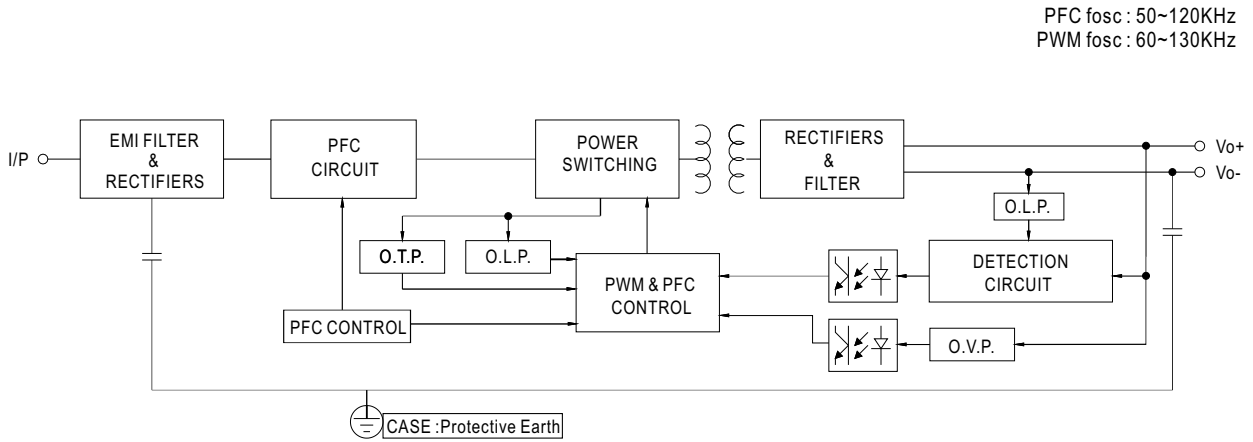 PFC fosc : 50~120KHz
PWM fosc : 60~130KHz
I/P
EMI FILTER
&
RECTIFIERS
PFC
CIRCUIT
POWER
SWITCHING
RECTIFIERS
&
FILTER
Vo+
Vo-
O.L.P.
O.T.P.
O.L.P.
PWM & PFC
CONTROL
DETECTION
CIRCUIT
PFC CONTROL
O.V.P.
CASE :Protective Earth